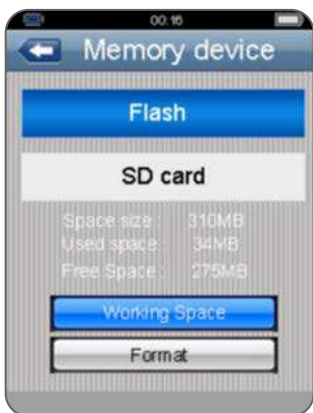 00:16
Memory device
Flash
SD card
Space size : 310MB
Used space : 34MB
Free Space : 275MB
Working Space
Format